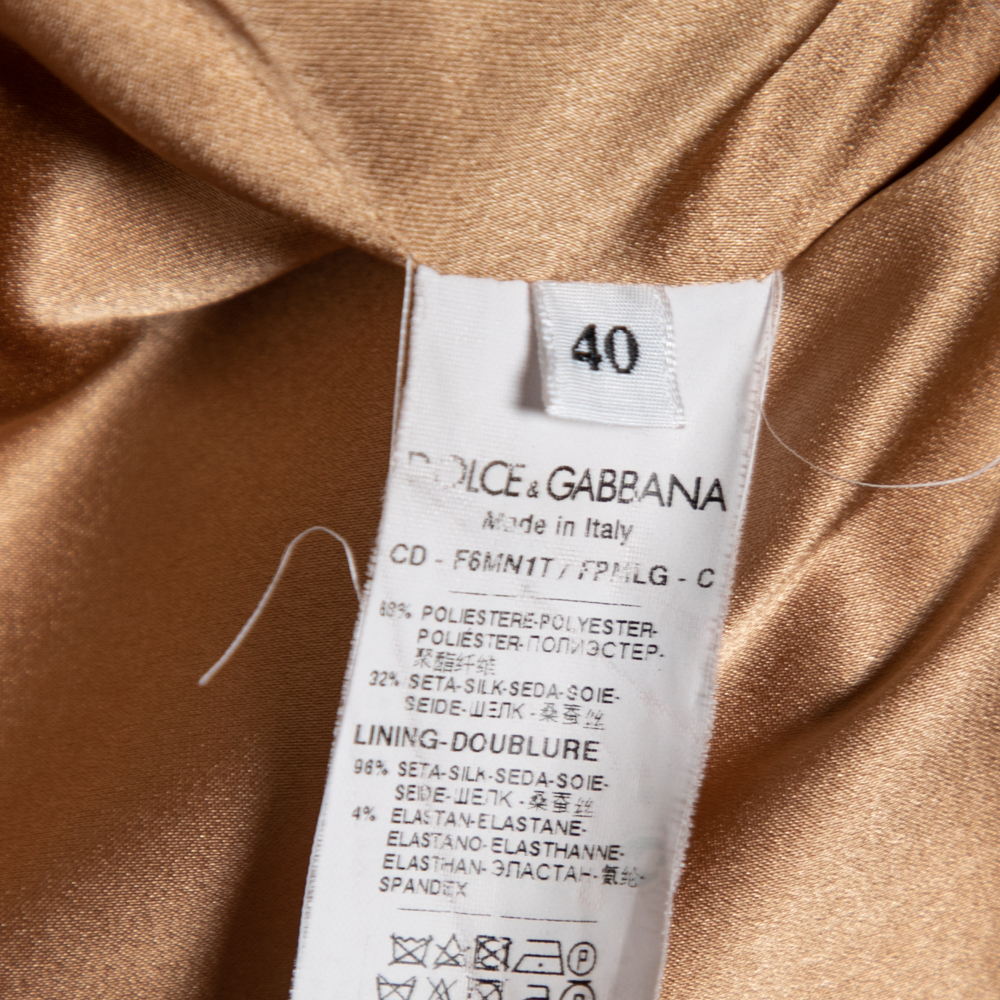 40
DOLCE & GABBANA
Made in Italy
CD - F6MN1T / FPMLG - C
POLIESTERE-POLYESTER-
POLIÉSTER-ПОЛИЭСТЕР-
聚酯纤维
32% SETA-SILK-SEDA-SOIE-
SEIDE-ШЕЛК - 桑蚕丝
LINING-DOUBLURE
96% SETA-SILK-SEDA-SOIE-
SEIDE-ШЕЛК - 桑蚕丝
4% ELASTAN-ELASTANE-
ELASTANO-ELASTHANNE-
ELASTHAN-ЭЛАСТАН-氨纶-
SPANDEX
P
P